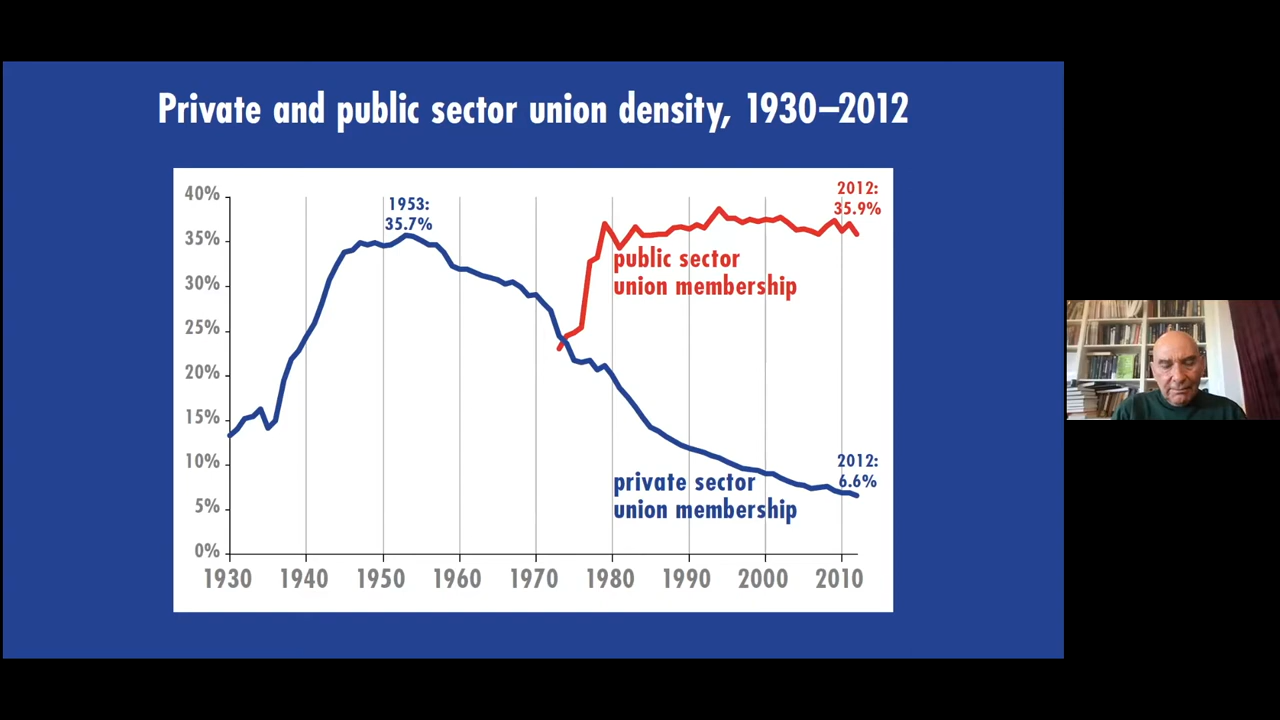 Private and public sector union density, 1930–2012
40%
35%
30%
25%
20%
15%
10%
5%
0%
1953:
35.7%
2012:
35.9%
public sector
union membership
2012:
6.6%
private sector
union membership
1930 1940 1950 1960 1970 1980 1990 2000 2010